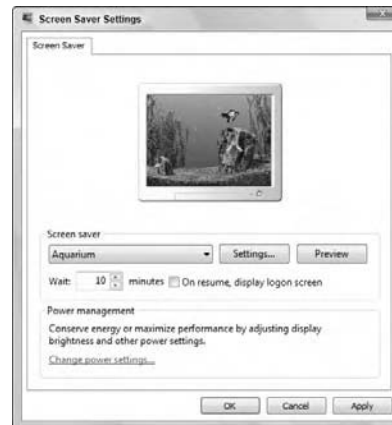 Screen Saver Settings
Screen Saver
Screen saver
Aquarium
Settings...
Preview
Wait: 10 minutes On resume, display logon screen
Power management
Conserve energy or maximize performance by adjusting display
brightness and other power settings.
Change power settings...
OK Cancel Apply